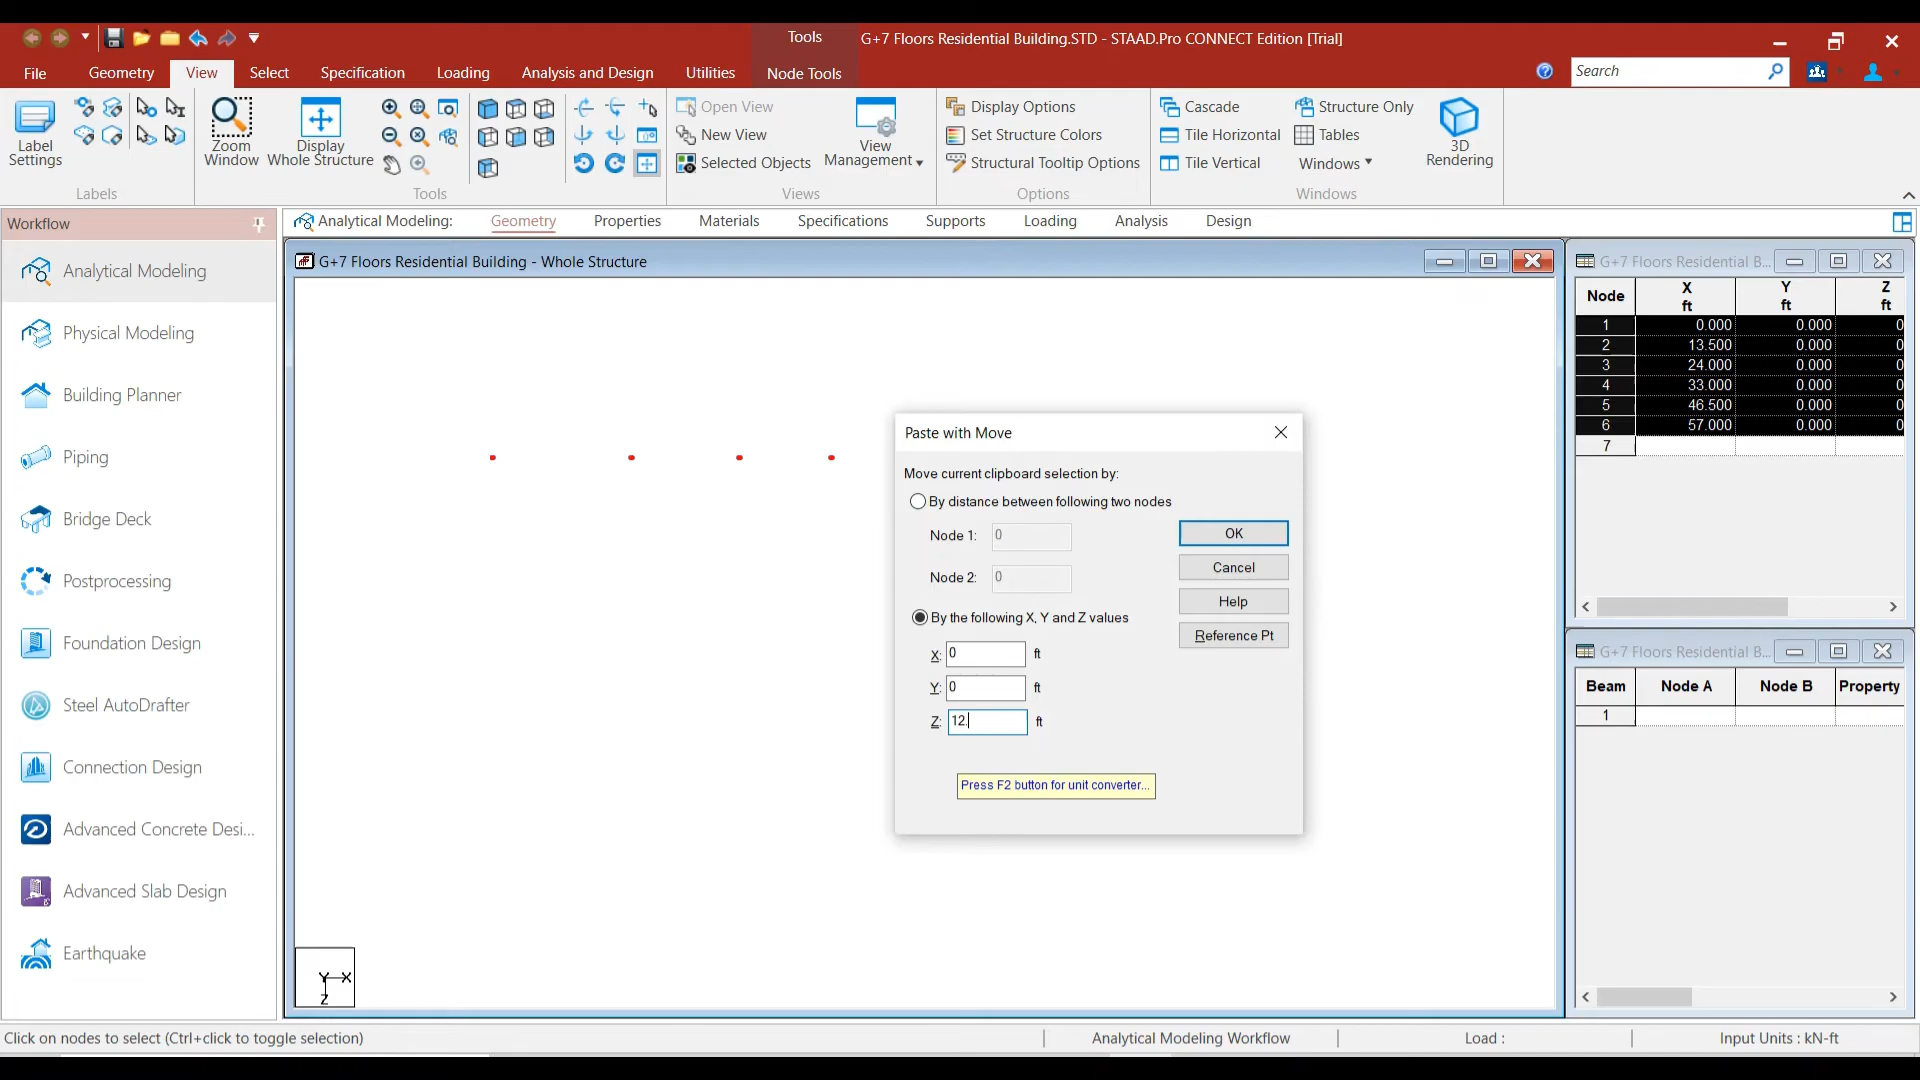 Tools
G+7 Floors Residential Building.STD - STAAD.Pro CONNECT Edition [Trial]
File
Geometry
View
Select
Specification
Loading
Analysis and Design
Utilities
Node Tools
Search
Label
Settings
Labels
Zoom
Window
Display
Whole Structure
Tools
Open View
New View
Selected Objects
View
Management
Views
Display Options
Set Structure Colors
Structural Tooltip Options
Options
Cascade
Tile Horizontal
Tile Vertical
Structure Only
Tables
Windows
Windows
3D
Rendering
Workflow
Analytical Modeling
Physical Modeling
Building Planner
Piping
Bridge Deck
Postprocessing
Foundation Design
Steel AutoDrafter
Connection Design
Advanced Concrete Desi...
Advanced Slab Design
Earthquake
Analytical Modeling:
Geometry
Properties
Materials
Specifications
Supports
Loading
Analysis
Design
G+7 Floors Residential Building - Whole Structure
Y X
Z
Paste with Move
Move current clipboard selection by:
By distance between following two nodes
Node 1: 0
Node 2: 0
By the following X, Y and Z values
X: 0 ft
Y: 0 ft
Z: 12. ft
OK
Cancel
Help
Reference Pt
Press F2 button for unit converter...
G+7 Floors Residential B...
Node X ft Y ft Z ft
1 0.000 0.000 0
2 13.500 0.000 0
3 24.000 0.000 0
4 33.000 0.000 0
5 46.500 0.000 0
6 57.000 0.000 0
7
G+7 Floors Residential B...
Beam Node A Node B Property
1
Click on nodes to select (Ctrl+click to toggle selection)
Analytical Modeling Workflow
Load :
Input Units : kN-ft